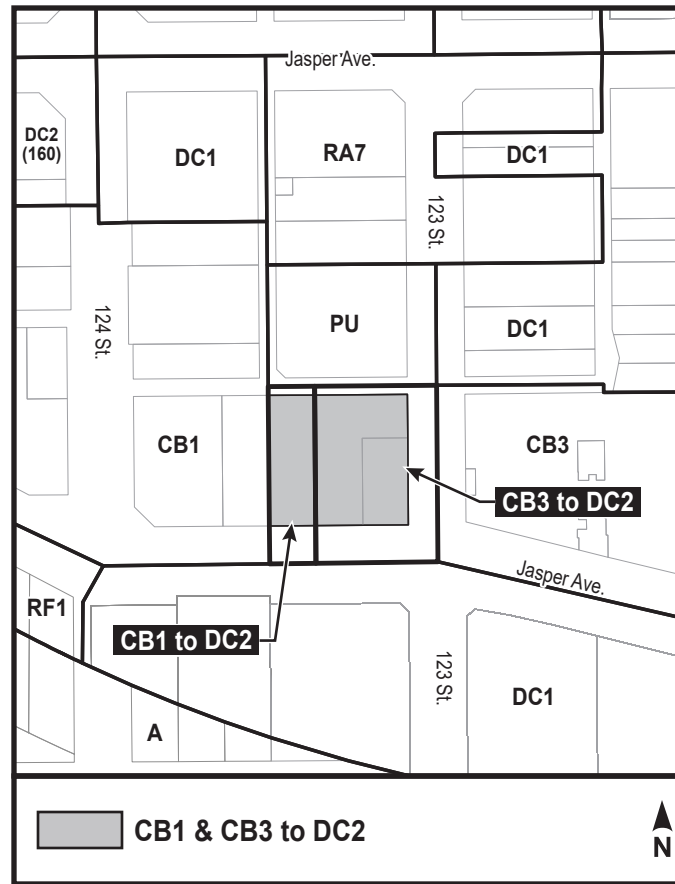 Jasper Ave.
DC2
(160)
DC1
RA7
DC1
123 St.
124 St.
PU
DC1
CB1
CB3
CB3 to DC2
Jasper Ave.
RF1
CB1 to DC2
123 St.
DC1
A
CB1 & CB3 to DC2
N